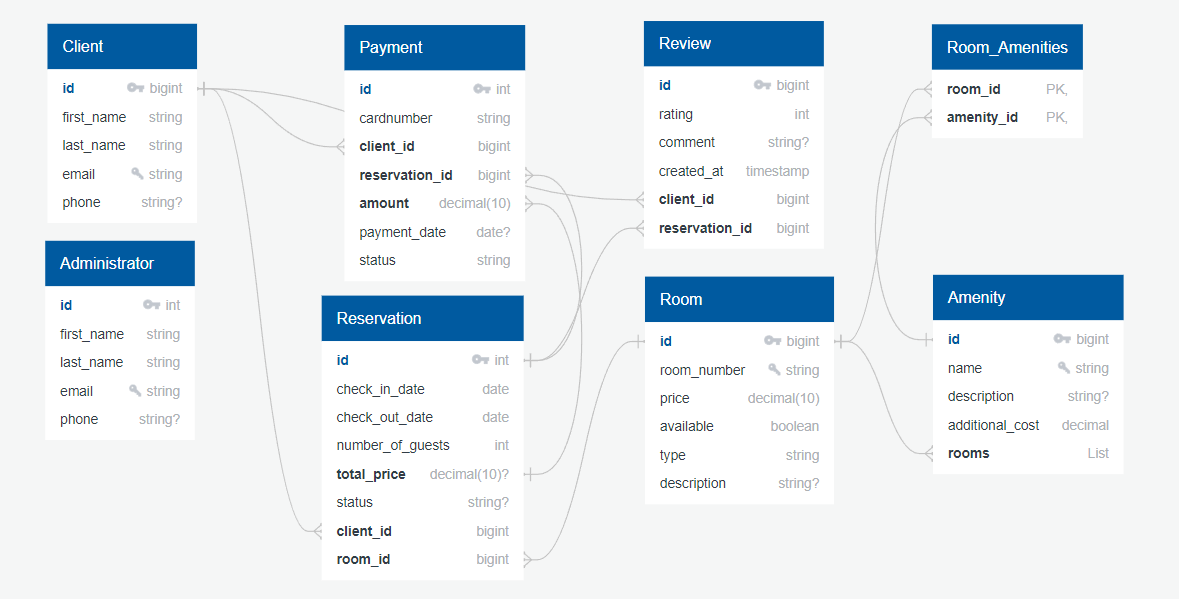 Client
id bigint
first_name string
last_name string
email string
phone string?
Administrator
id int
first_name string
last_name string
email string
phone string?
Payment
id int
cardnumber string
client_id bigint
reservation_id bigint
amount decimal(10)
payment_date date?
status string
Reservation
id int
check_in_date date
check_out_date date
number_of_guests int
total_price decimal(10)?
status string?
client_id bigint
room_id bigint
Review
id bigint
rating int
comment string?
created_at timestamp
client_id bigint
reservation_id bigint
Room
id bigint
room_number string
price decimal(10)
available boolean
type string
description string?
Room_Amenities
room_id PK,
amenity_id PK,
Amenity
id bigint
name string
description string?
additional_cost decimal
rooms List